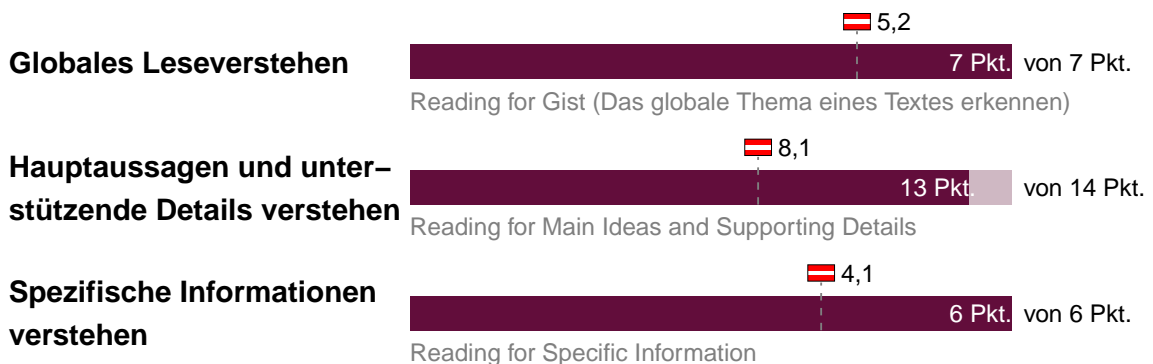 5,2
Globales Leseverstehen
7 Pkt. von 7 Pkt.
Reading for Gist (Das globale Thema eines Textes erkennen)
8,1
Hauptaussagen und unter–
stützende Details verstehen
13 Pkt. von 14 Pkt.
Reading for Main Ideas and Supporting Details
4,1
Spezifische Informationen
verstehen
6 Pkt. von 6 Pkt.
Reading for Specific Information